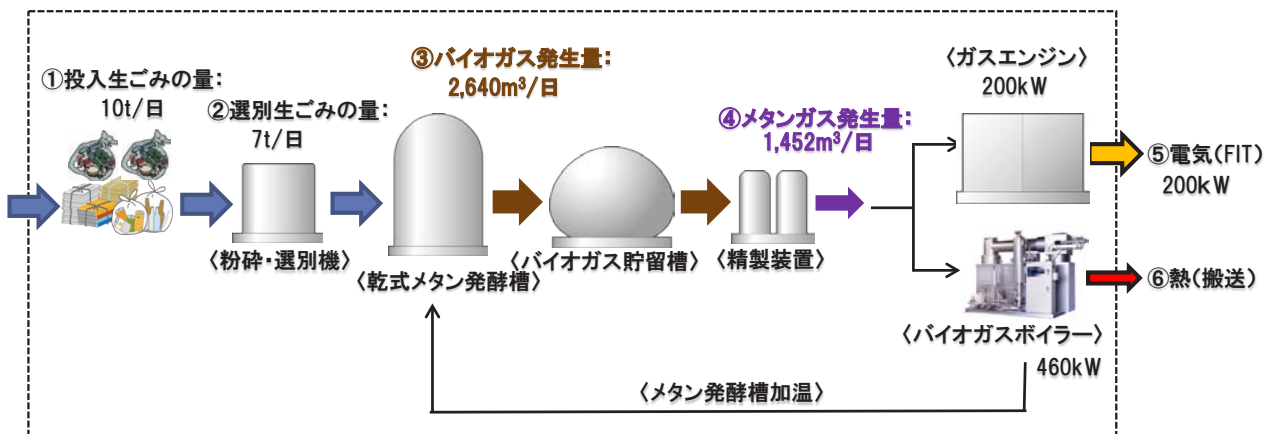 ①投入生ごみの量:
10t/日
②選別生ごみの量:
7t/日
〈粉砕・選別機〉
③バイオガス発生量:
2,640m³/日
〈乾式メタン発酵槽〉
〈バイオガス貯留槽〉
④メタンガス発生量:
1,452m³/日
〈精製装置〉
〈ガスエンジン〉
200kW
⑤電気(FIT)
200kW
⑥熱(搬送)
〈バイオガスボイラー〉
460kW
〈メタン発酵槽加温〉